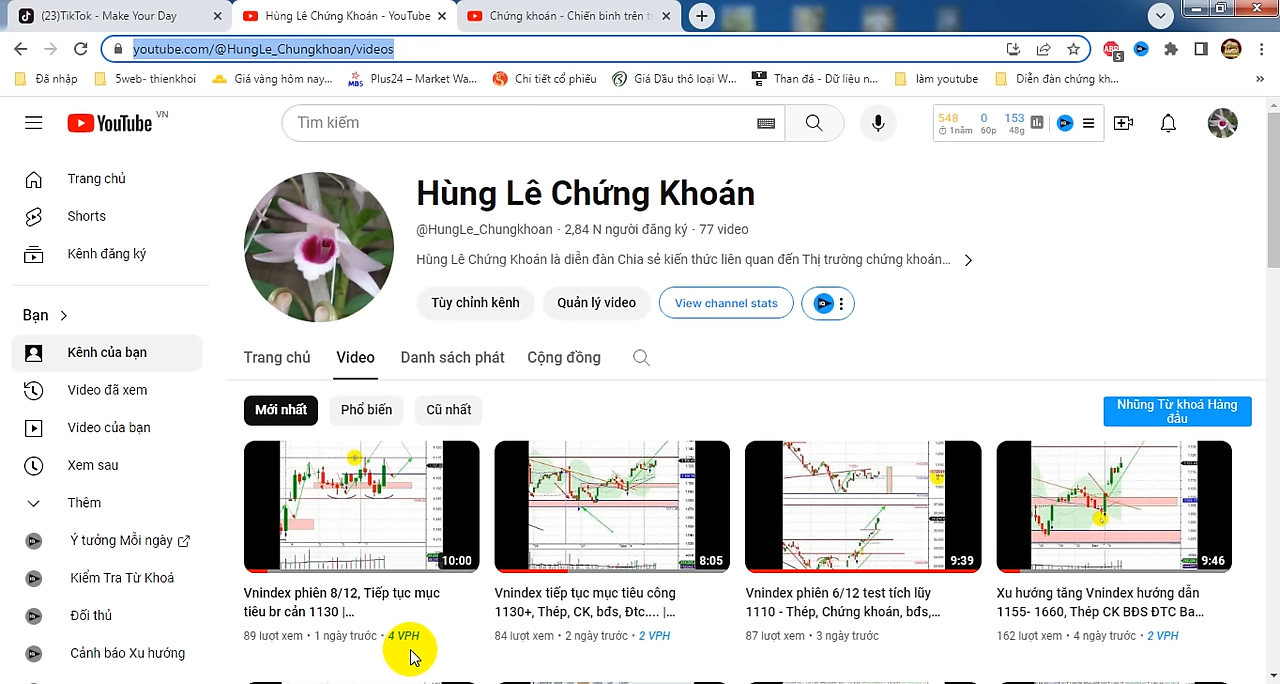 (23)TikTok - Make Your Day
Hùng Lê Chứng Khoán - YouTube
Chứng khoán - Chiến binh trên t
youtube.com/@HungLe_Chungkhoan/videos
ABP
5
Đã nhập
5web- thienkhoi
Giá vàng hôm nay...
MBS
Plus24 – Market Wa...
Chi tiết cổ phiếu
Giá Dầu thô loại W...
Than đá - Dữ liệu n...
làm youtube
Diễn đàn chứng kh...
YouTube VN
Tìm kiếm
548 0 153
1năm 60p 48g
Trang chủ
Shorts
Kênh đăng ký
Bạn
Kênh của bạn
Video đã xem
Video của bạn
Xem sau
Thêm
Ý tưởng Mỗi ngày
Kiểm Tra Từ Khoá
Đối thủ
Cảnh báo Xu hướng
Hùng Lê Chứng Khoán
@HungLe_Chungkhoan · 2,84 N người đăng ký · 77 video
Hùng Lê Chứng Khoán là diễn đàn Chia sẻ kiến thức liên quan đến Thị trường chứng khoán...
Tùy chỉnh kênh
Quản lý video
View channel stats
Trang chủ
Video
Danh sách phát
Cộng đồng
Mới nhất
Phổ biến
Cũ nhất
Những Từ khoá Hàng
đầu
10:00
8:05
9:39
9:46
Vnindex phiên 8/12, Tiếp tục mục
tiêu br cản 1130 |...
89 lượt xem • 1 ngày trước • 4 VPH
Vnindex tiếp tục mục tiêu công
1130+, Thép, CK, bđs, Đtc.... |...
84 lượt xem • 2 ngày trước • 2 VPH
Vnindex phiên 6/12 test tích lũy
1110 - Thép, Chứng khoán, bđs,...
87 lượt xem • 3 ngày trước
Xu hướng tăng Vnindex hướng dẫn
1155- 1660, Thép CK BĐS ĐTC Ba...
162 lượt xem • 4 ngày trước • 2 VPH